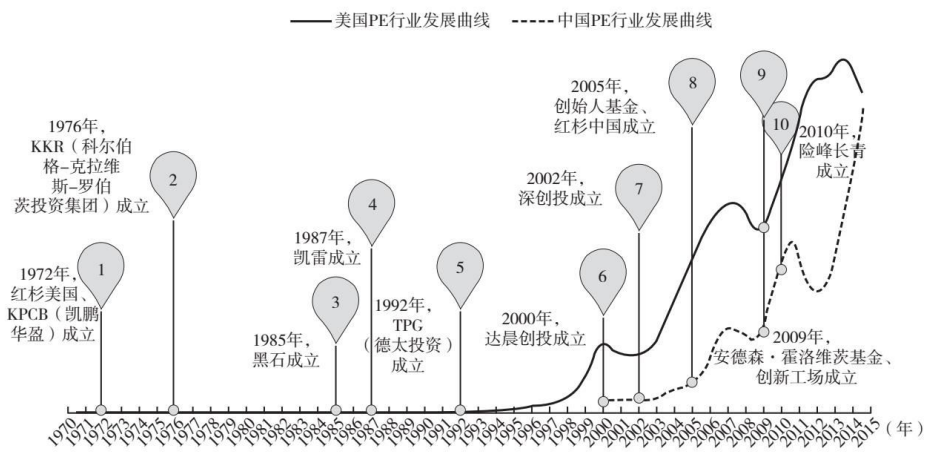 美国PE行业发展曲线
中国PE行业发展曲线
1972年，
红杉美国、
KPCB（凯鹏
华盈）成立
1
1976年，
KKR（科尔伯
格-克拉维
斯-罗伯
茨投资集团）成立
2
1985年，
黑石成立
3
1987年，
凯雷成立
4
1992年，
TPG
（德太投资）
成立
5
2000年，
达晨创投成立
6
2002年，
深创投成立
7
2005年，
创始人基金、
红杉中国成立
8
9
2009年，
安德森·霍洛维茨基金、
创新工场成立
10
2010年，
险峰长青
成立
1970 1971 1972 1973 1974 1975 1976 1977 1978 1979 1980 1981 1982 1983 1984 1985 1986 1987 1988 1989 1990 1991 1992 1993 1994 1995 1996 1997 1998 1999 2000 2001 2002 2003 2004 2005 2006 2007 2008 2009 2010 2011 2012 2013 2014 2015（年）